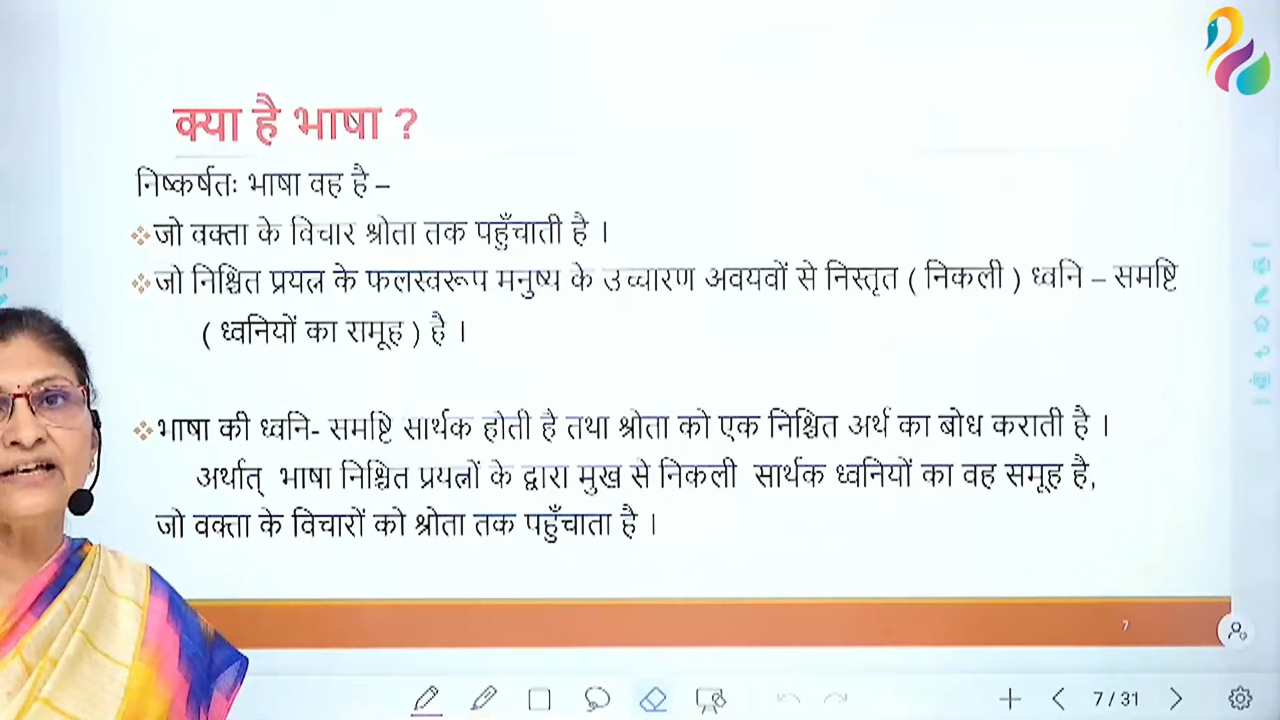 क्या है भाषा ?
निष्कर्षतः भाषा वह है –
❖जो वक्ता के विचार श्रोता तक पहुँचाती है ।
❖जो निश्चित प्रयत्न के फलस्वरूप मनुष्य के उच्चारण अवयवों से निस्तृत ( निकली ) ध्वनि – समष्टि
( ध्वनियों का समूह ) है ।
❖भाषा की ध्वनि- समष्टि सार्थक होती है तथा श्रोता को एक निश्चित अर्थ का बोध कराती है ।
अर्थात् भाषा निश्चित प्रयत्नों के द्वारा मुख से निकली सार्थक ध्वनियों का वह समूह है,
जो वक्ता के विचारों को श्रोता तक पहुँचाता है ।
7
7 / 31